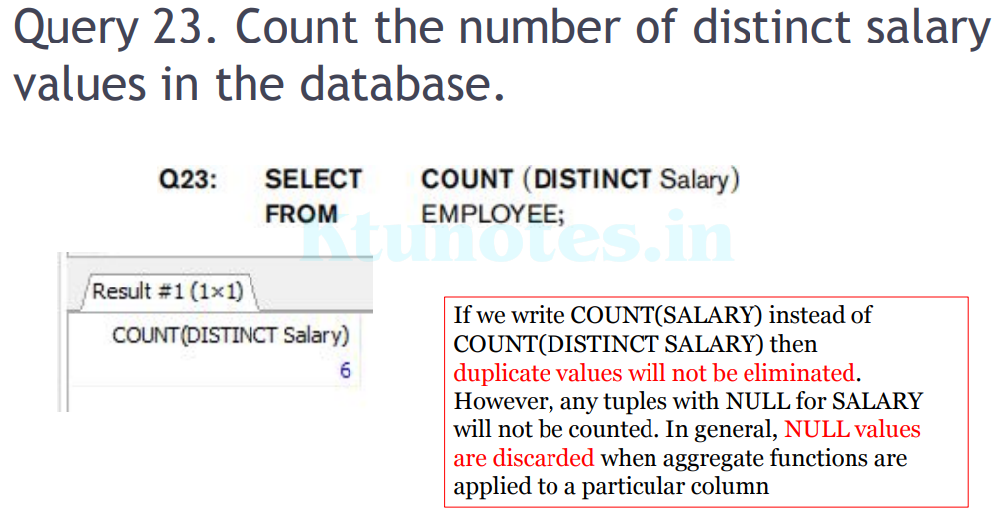 Query 23. Count the number of distinct salary
values in the database.
Q23: SELECT COUNT (DISTINCT Salary)
FROM EMPLOYEE;
Ktunotes.in
Result #1 (1×1)
COUNT(DISTINCT Salary)
6
If we write COUNT(SALARY) instead of
COUNT(DISTINCT SALARY) then
duplicate values will not be eliminated.
However, any tuples with NULL for SALARY
will not be counted. In general, NULL values
are discarded when aggregate functions are
applied to a particular column